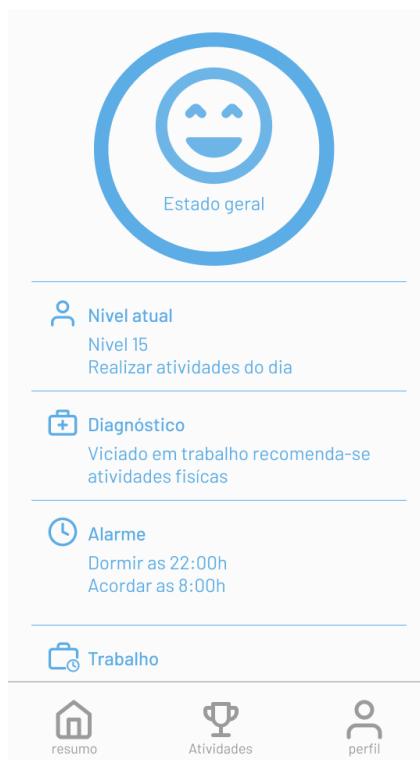 Estado geral
Nivel atual
Nivel 15
Realizar atividades do dia
Diagnóstico
Viciado em trabalho recomenda-se
atividades fisícas
Alarme
Dormir as 22:00h
Acordar as 8:00h
Trabalho
resumo
Atividades
perfil